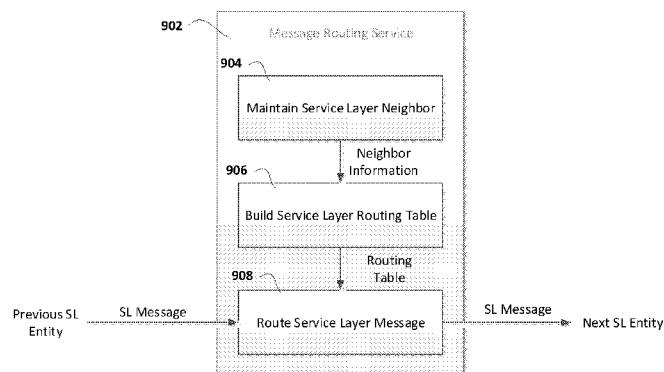 902
Message Routing Service
904
Maintain Service Layer Neighbor
Neighbor
Information
906
Build Service Layer Routing Table
Routing
Table
908
Previous SL
Entity
SL Message
Route Service Layer Message
SL Message
Next SL Entity